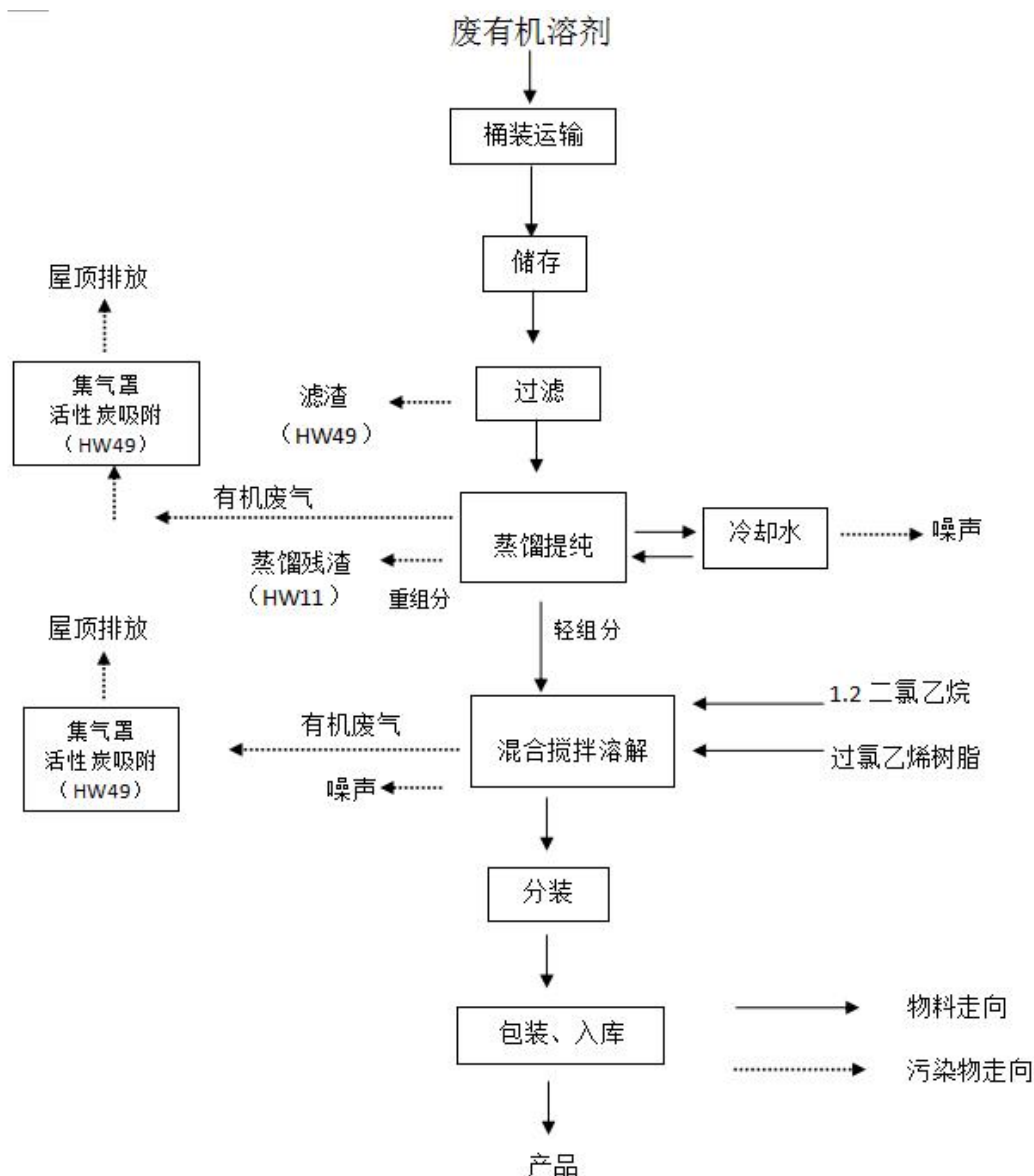 废有机溶剂
桶装运输
储存
屋顶排放
集气罩
活性炭吸附
（HW49）
滤渣
（HW49）
过滤
有机废气
蒸馏提纯
冷却水
噪声
蒸馏残渣
（HW11）
重组分
轻组分
屋顶排放
集气罩
活性炭吸附
（HW49）
有机废气
噪声
混合搅拌溶解
1.2 二氯乙烷
过氯乙烯树脂
分装
包装、入库
物料走向
污染物走向
产品